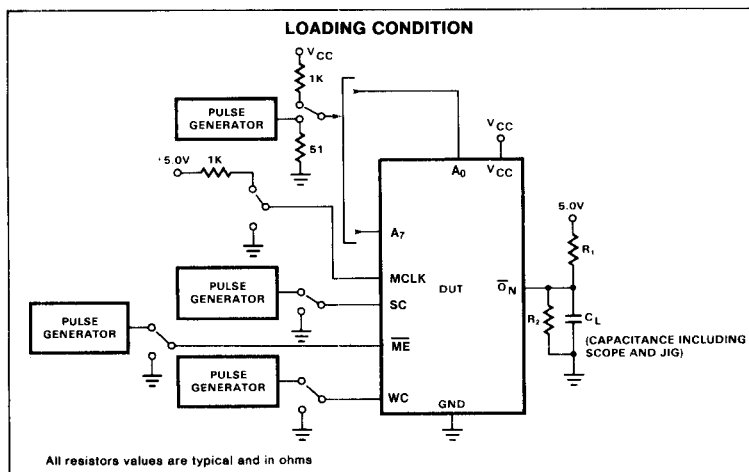 LOADING CONDITION
VCC
1K
PULSE
GENERATOR
51
5.0V
1K
VCC
A0
VCC
5.0V
R1
A7
MCLK
DUT
ŌN
PULSE
GENERATOR
SC
R2
CL
(CAPACITANCE INCLUDING
SCOPE AND JIG)
PULSE
GENERATOR
M̅E̅
PULSE
GENERATOR
WC
GND
All resistors values are typical and in ohms